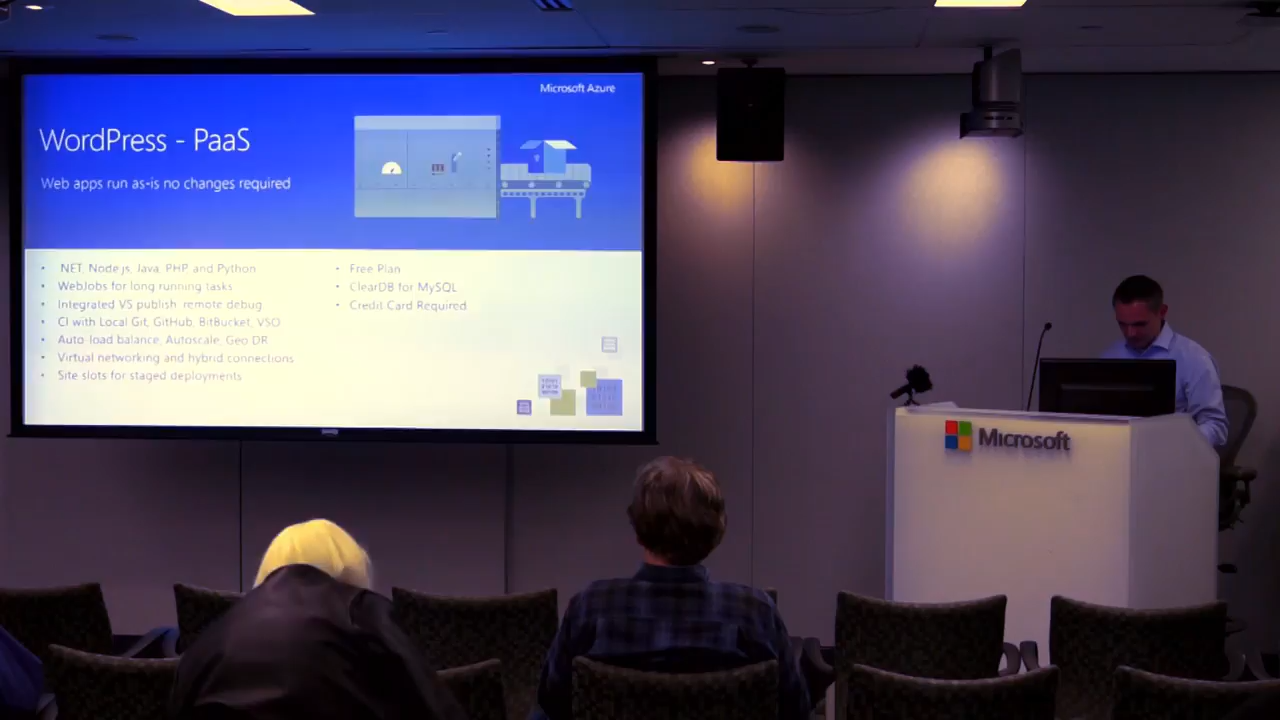 Microsoft Azure
WordPress - PaaS
Web apps run as-is no changes required
• .NET, Node.js, Java, PHP and Python
• WebJobs for long running tasks
• Integrated VS publish, remote debug
• CI with Local Git, GitHub, BitBucket, VSO
• Auto-load balance, Autoscale, Geo DR
• Virtual networking and hybrid connections
• Site slots for staged deployments
• Free Plan
• ClearDB for MySQL
• Credit Card Required
Microsoft